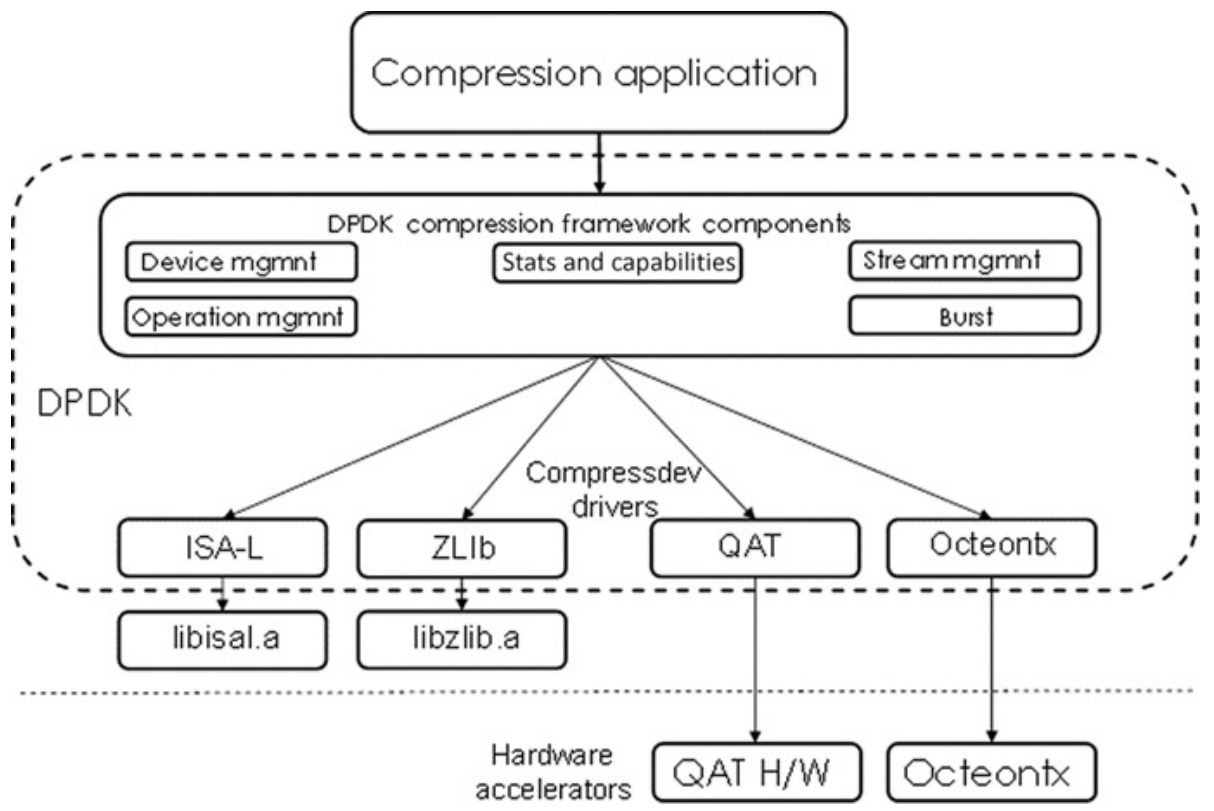 Compression application
DPDK compression framework components
Device mgmnt
Stats and capabilities
Stream mgmnt
Operation mgmnt
Burst
DPDK
Compressdev
drivers
ISA-L
ZLIb
QAT
Octeontx
libisal.a
libzlib.a
Hardware
accelerators
QAT H/W
Octeontx